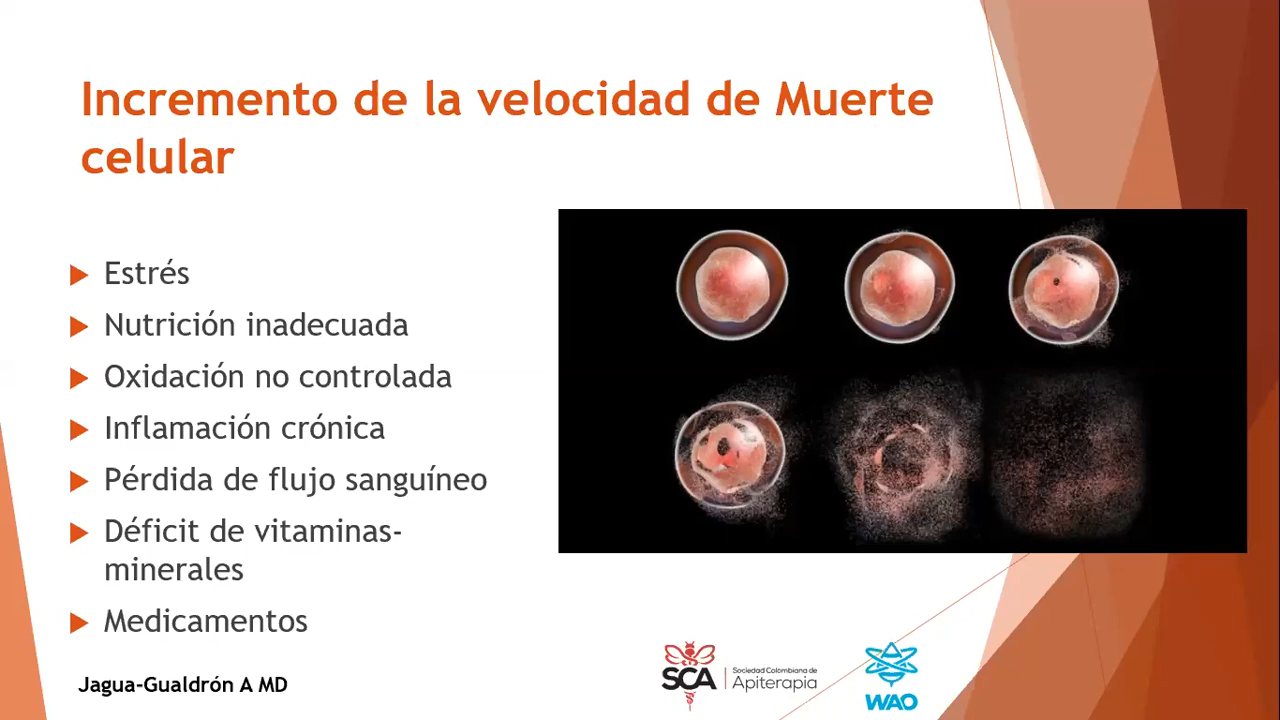 Incremento de la velocidad de Muerte
celular
Estrés
Nutrición inadecuada
Oxidación no controlada
Inflamación crónica
Pérdida de flujo sanguíneo
Déficit de vitaminas-
minerales
Medicamentos
Jagua-Gualdrón A MD
SCA
Sociedad Colombiana de
Apiterapia
WAO